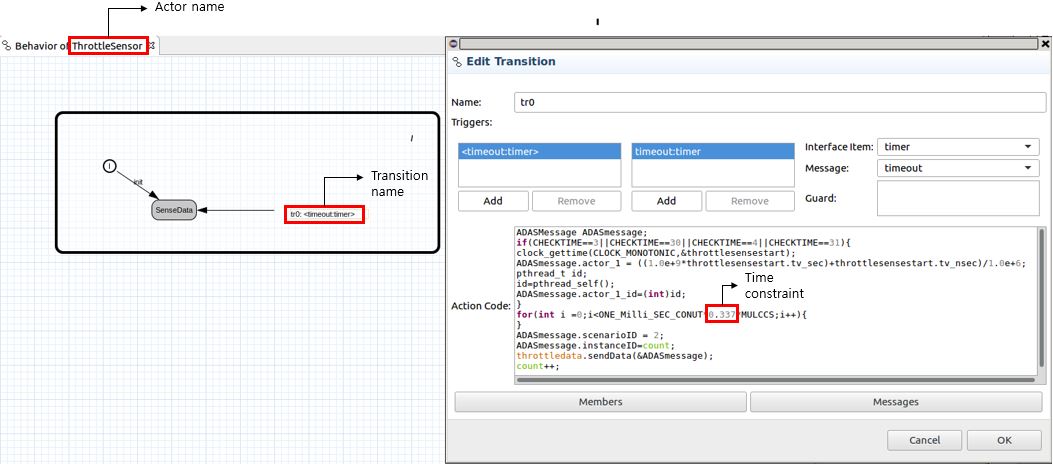 Actor name
Behavior of ThrottleSensor
I
init
SenseData
Transition
name
tr0: <timeout:timer>
Edit Transition
Name:
tr0
Triggers:
<timeout:timer>
timeout:timer
Interface Item:
timer
Message:
timeout
Guard:
Add
Remove
Add
Remove
Action Code:
ADASMessage ADASmessage;
if(CHECKTIME==3||CHECKTIME==30||CHECKTIME==4||CHECKTIME==31){
clock_gettime(CLOCK_MONOTONIC,&throttlesensestart);
ADASmessage.actor_1 = ((1.0e+9*throttlesensestart.tv_sec)+throttlesensestart.tv_nsec)/1.0e+6;
pthread_t id;
id=pthread_self();
ADASmessage.actor_1_id=(int)id;
}
for(int i =0;i<ONE_Milli_SEC_CONUT*0.337*MULCCS;i++){
}
ADASmessage.scenarioID = 2;
ADASmessage.instanceID=count;
throttledata.sendData(&ADASmessage);
count++;
Time
constraint
Members
Messages
Cancel
OK